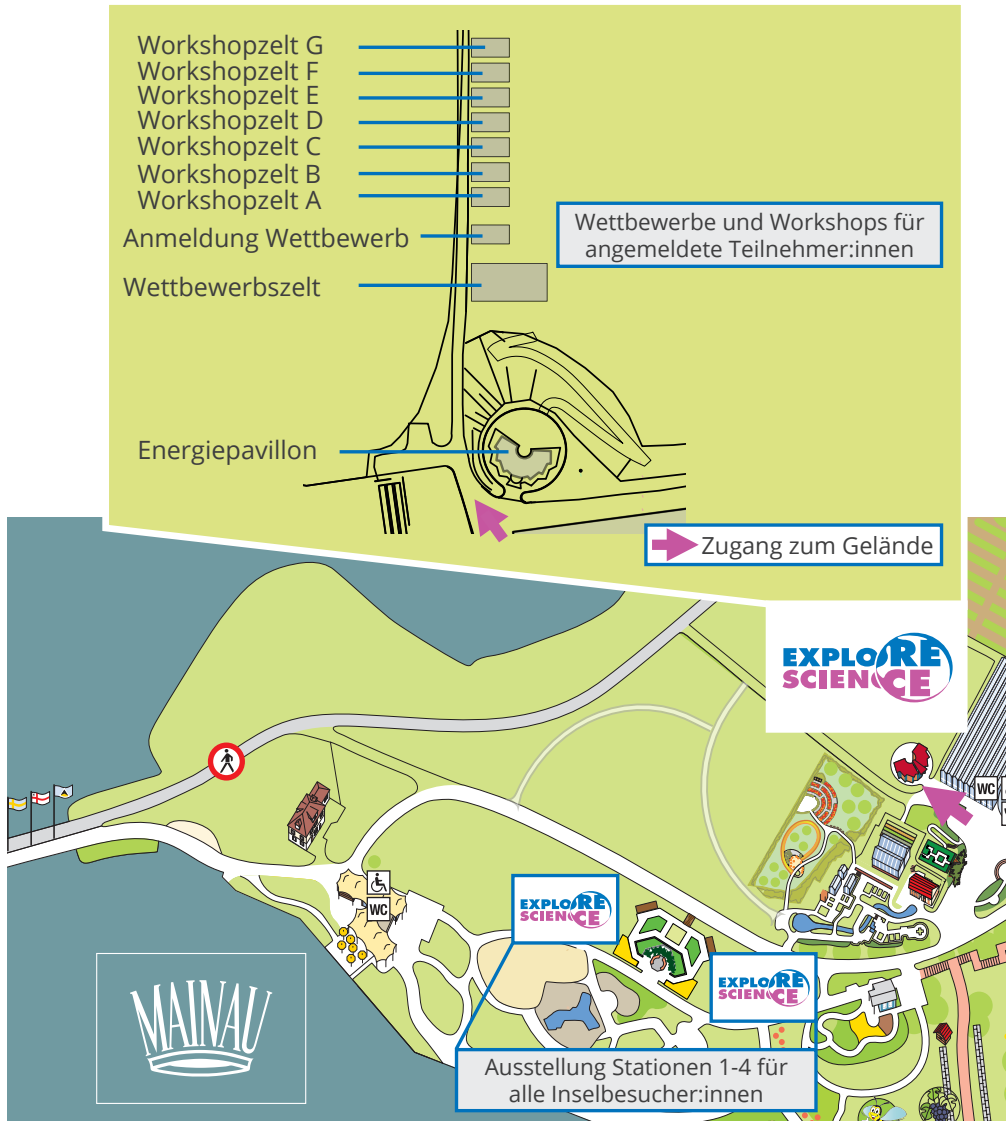 Workshopzelt G
Workshopzelt F
Workshopzelt E
Workshopzelt D
Workshopzelt C
Workshopzelt B
Workshopzelt A
Anmeldung Wettbewerb
Wettbewerbszelt
Wettbewerbe und Workshops für
angemeldete Teilnehmer:innen
Energiepavillon
Zugang zum Gelände
EXPLORE
SCIENCE
WC
WC
EXPLORE
SCIENCE
EXPLORE
SCIENCE
MAINAU
Ausstellung Stationen 1-4 für
alle Inselbesucher:innen